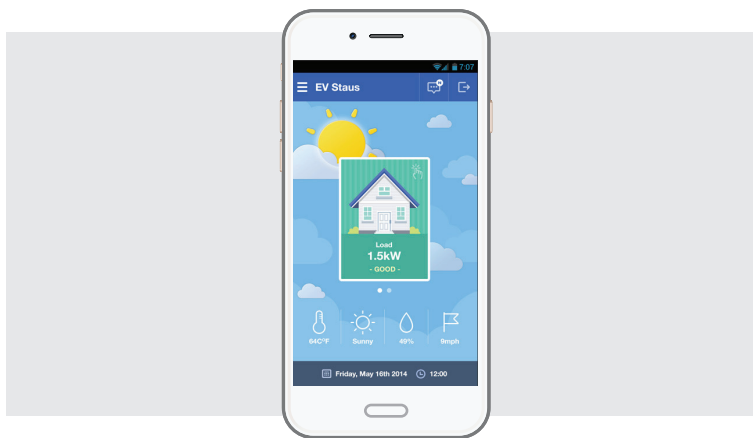 7:07
EV Staus
N
Load
1.5kW
- GOOD -
64C°F
Sunny
49%
9mph
Friday, May 16th 2014 12:00